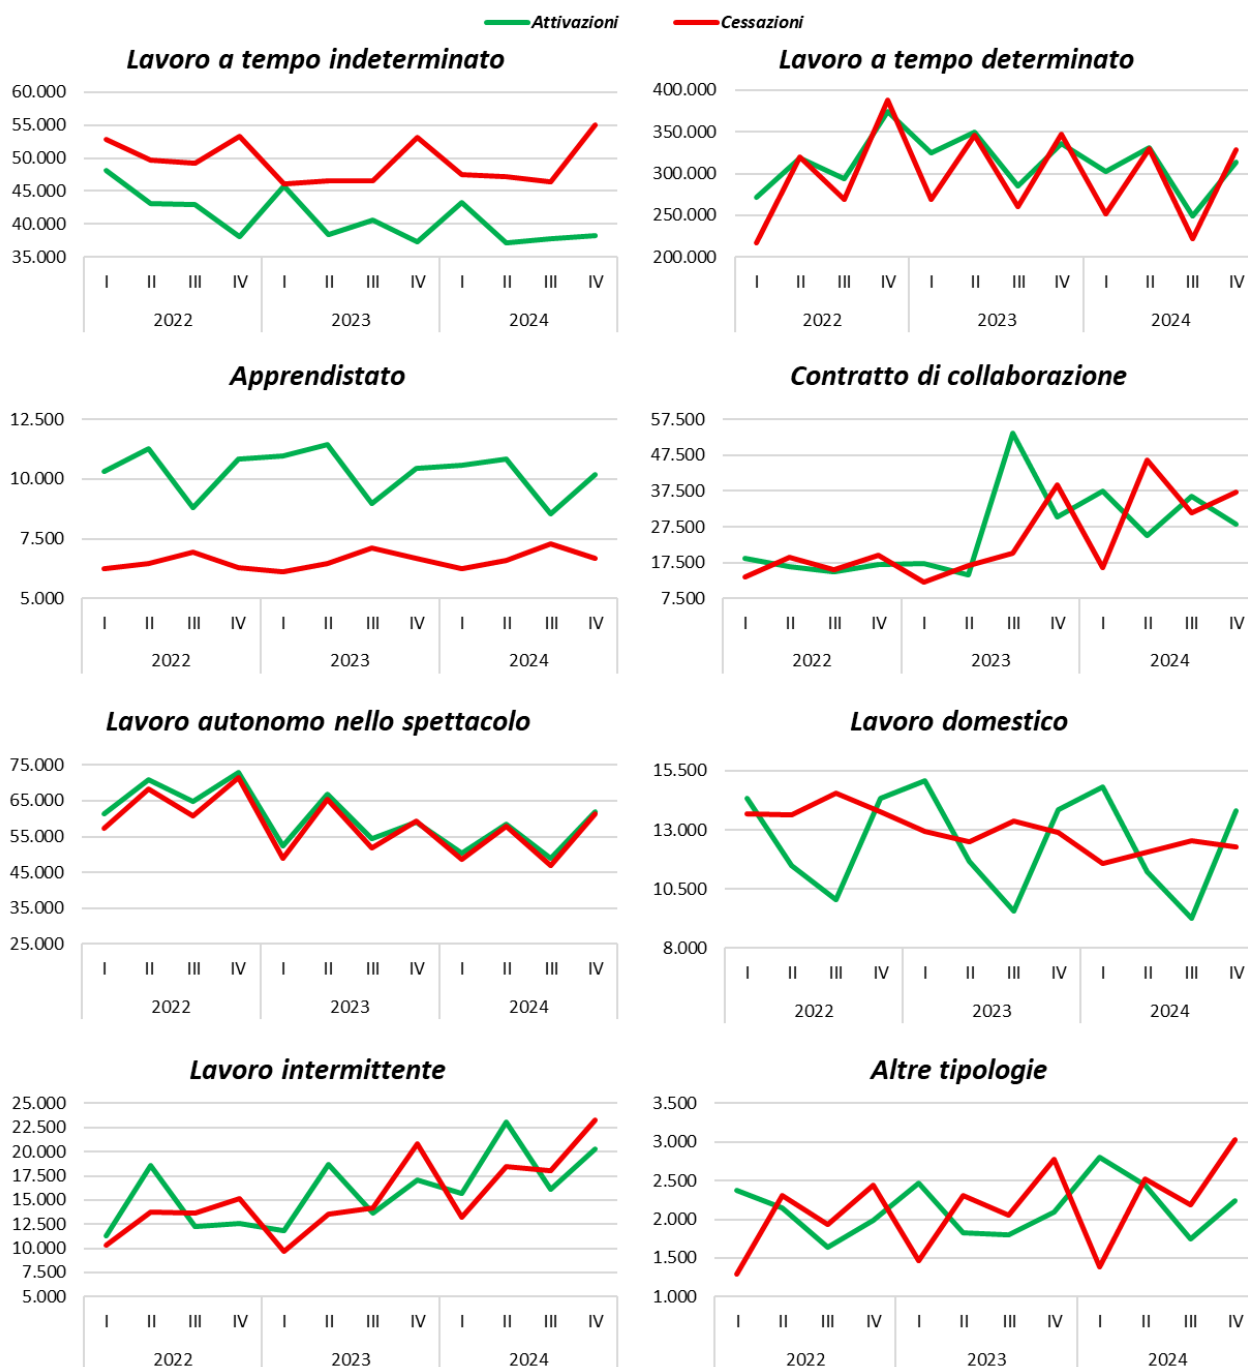 Attivazioni Cessazioni
Lavoro a tempo indeterminato
60.000
55.000
50.000
45.000
40.000
35.000
I II III IV I II III IV I II III IV
2022 2023 2024
Lavoro a tempo determinato
400.000
350.000
300.000
250.000
200.000
I II III IV I II III IV I II III IV
2022 2023 2024
Apprendistato
12.500
10.000
7.500
5.000
I II III IV I II III IV I II III IV
2022 2023 2024
Contratto di collaborazione
57.500
47.500
37.500
27.500
17.500
7.500
I II III IV I II III IV I II III IV
2022 2023 2024
Lavoro autonomo nello spettacolo
75.000
65.000
55.000
45.000
35.000
25.000
I II III IV I II III IV I II III IV
2022 2023 2024
Lavoro domestico
15.500
13.000
10.500
8.000
I II III IV I II III IV I II III IV
2022 2023 2024
Lavoro intermittente
25.000
22.500
20.000
17.500
15.000
12.500
10.000
7.500
5.000
I II III IV I II III IV I II III IV
2022 2023 2024
Altre tipologie
3.500
3.000
2.500
2.000
1.500
1.000
I II III IV I II III IV I II III IV
2022 2023 2024